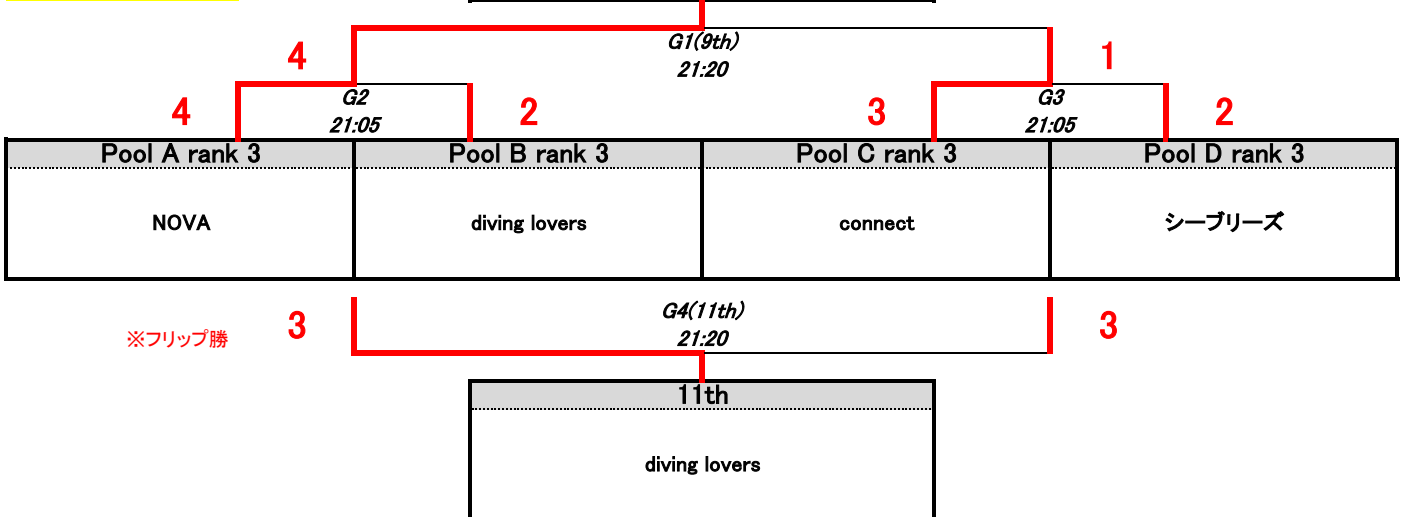 G1(9th)
4
1
21:20
G2
G3
4
2
3
2
21:05
21:05
Pool A rank 3
Pool B rank 3
Pool C rank 3
Pool D rank 3
NOVA
diving lovers
connect
シーブリーズ
G4(11th)
※フリップ勝
3
3
21:20
11th
diving lovers